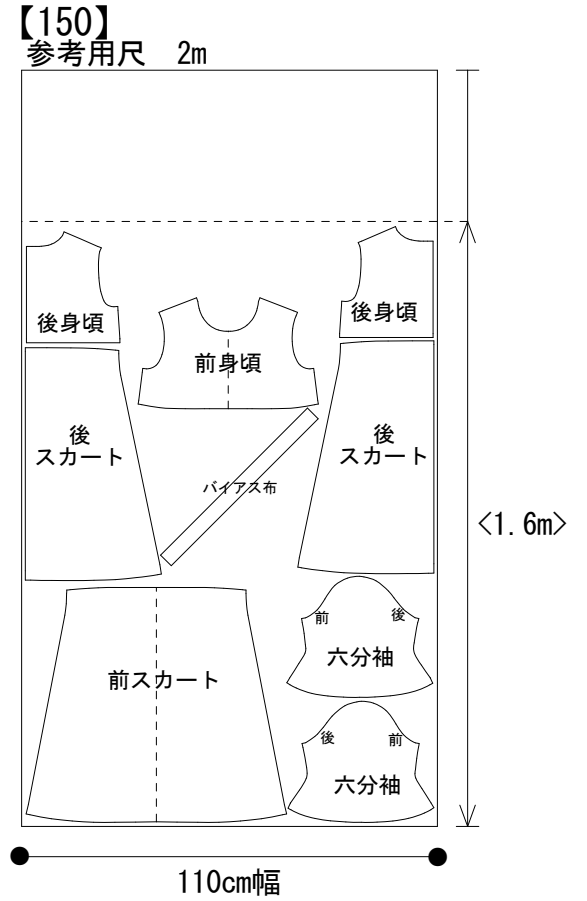 【150】
参考用尺 2m
後身頃
後身頃
前身頃
後
スカート
後
スカート
バイアス布
<1.6m>
前 後
六分袖
前スカート
後 前
六分袖
110cm幅